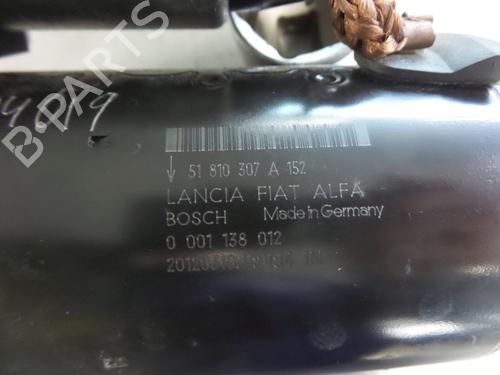 B-PARTS
51 810 307 A 152
LANCIA FIAT ALFA
BOSCH Made in Germany
0 001 138 012